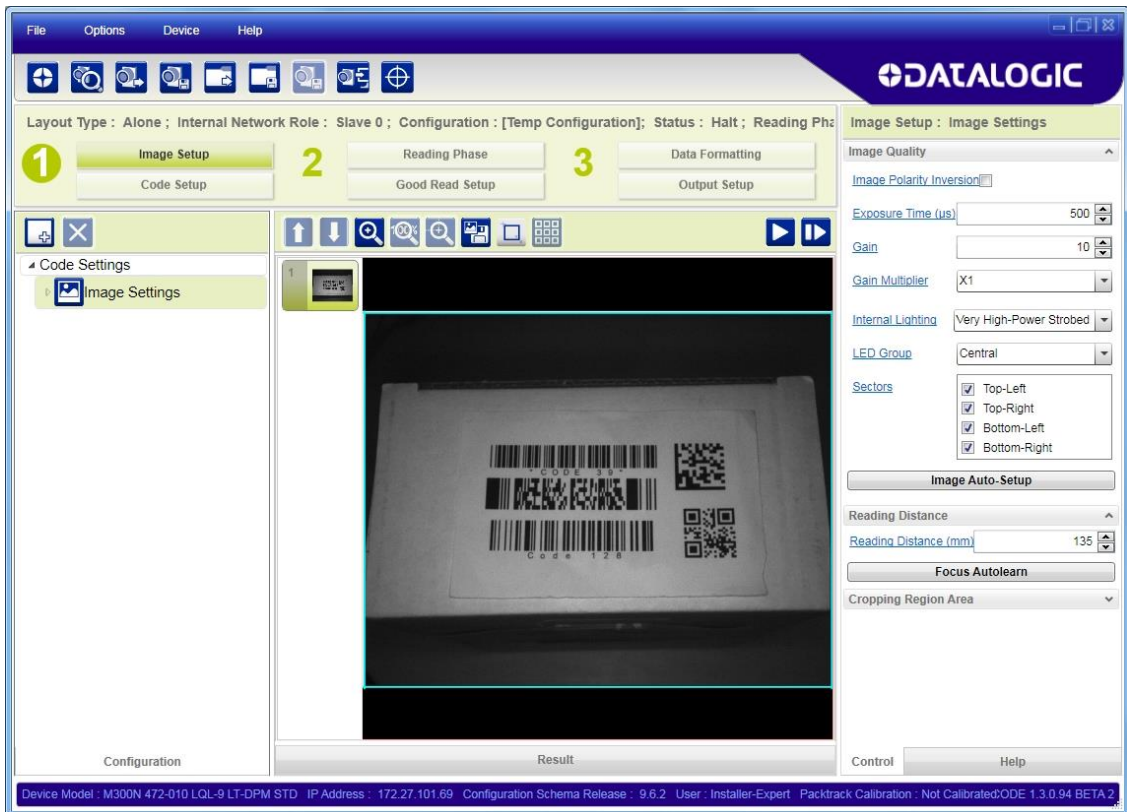 File Options Device Help
DATALOGIC
Layout Type : Alone ; Internal Network Role : Slave 0 ; Configuration : [Temp Configuration]; Status : Halt ; Reading Pha
1 Image Setup 2 Reading Phase 3 Data Formatting
Code Setup Good Read Setup Output Setup
Code Settings
Image Settings
100%
1
*CODE 39*
Code 128
Configuration
Result
Image Setup : Image Settings
Image Quality
Image Polarity Inversion
Exposure Time (µs) 500
Gain 10
Gain Multiplier X1
Internal Lighting Very High-Power Strobed
LED Group Central
Sectors Top-Left
Top-Right
Bottom-Left
Bottom-Right
Image Auto-Setup
Reading Distance
Reading Distance (mm) 135
Focus Autolearn
Cropping Region Area
Control Help
Device Model : M300N 472-010 LQL-9 LT-DPM STD IP Address : 172.27.101.69 Configuration Schema Release : 9.6.2 User : Installer-Expert Packtrack Calibration : Not Calibrated CODE 1.3.0.94 BETA 2